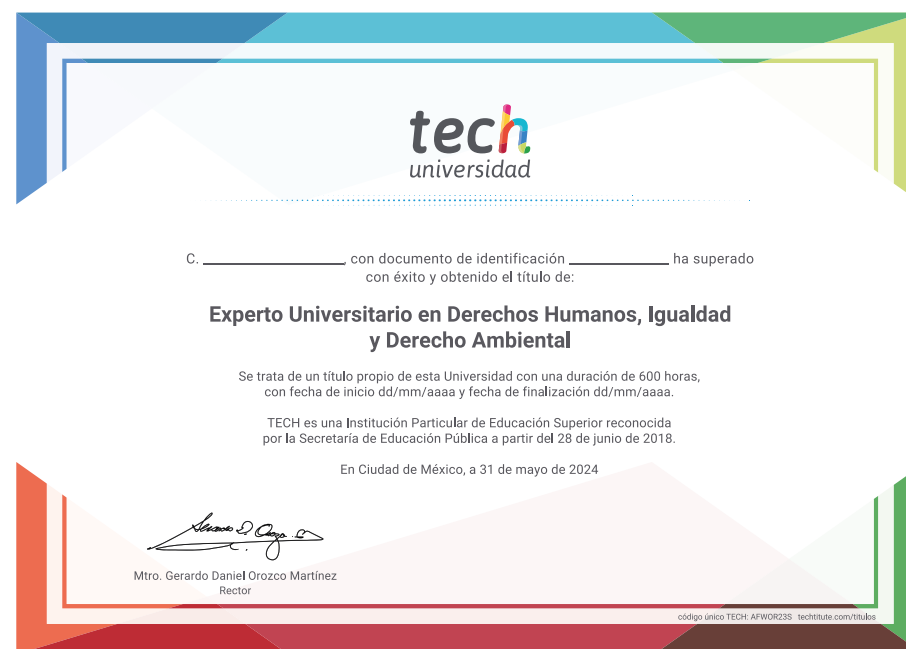 tech
universidad
C. ____________________, con documento de identificación ______________ ha superado
con éxito y obtenido el título de:
Experto Universitario en Derechos Humanos, Igualdad
y Derecho Ambiental
Se trata de un título propio de esta Universidad con una duración de 600 horas,
con fecha de inicio dd/mm/aaaa y fecha de finalización dd/mm/aaaa.
TECH es una Institución Particular de Educación Superior reconocida
por la Secretaría de Educación Pública a partir del 28 de junio de 2018.
En Ciudad de México, a 31 de mayo de 2024
Mtro. Gerardo Daniel Orozco Martínez
Rector
código único TECH: AFWOR23S techtitute.com/titulos